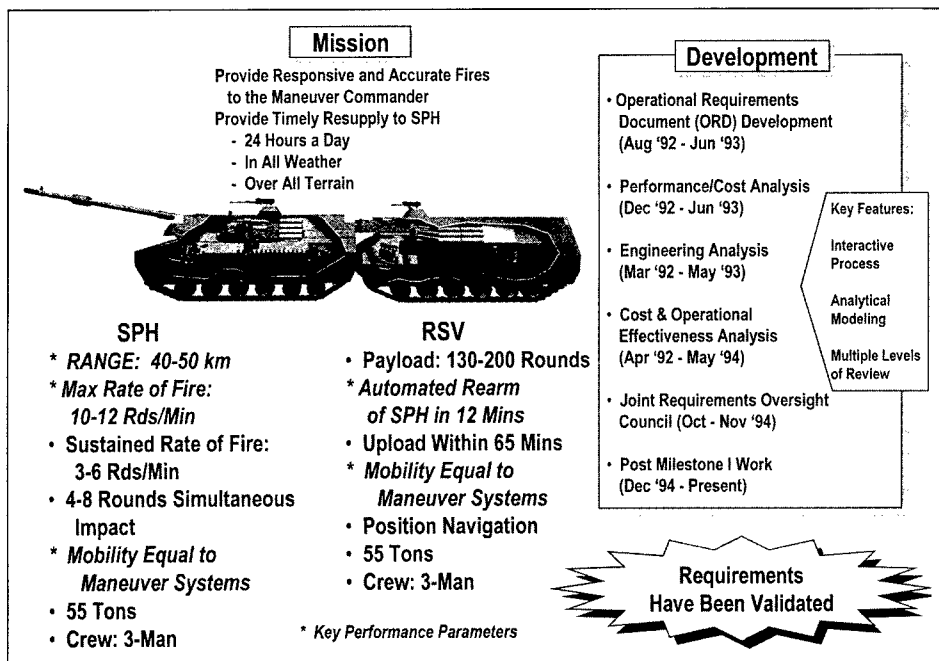 Mission
Provide Responsive and Accurate Fires
to the Maneuver Commander
Provide Timely Resupply to SPH
- 24 Hours a Day
- In All Weather
- Over All Terrain
SPH
* RANGE: 40-50 km
* Max Rate of Fire:
10-12 Rds/Min
• Sustained Rate of Fire:
3-6 Rds/Min
• 4-8 Rounds Simultaneous
Impact
* Mobility Equal to
Maneuver Systems
• 55 Tons
• Crew: 3-Man
RSV
• Payload: 130-200 Rounds
* Automated Rearm
of SPH in 12 Mins
• Upload Within 65 Mins
* Mobility Equal to
Maneuver Systems
• Position Navigation
• 55 Tons
• Crew: 3-Man
* Key Performance Parameters
Development
• Operational Requirements
Document (ORD) Development
(Aug '92 - Jun '93)
• Performance/Cost Analysis
(Dec '92 - Jun '93)
• Engineering Analysis
(Mar '92 - May '93)
• Cost & Operational
Effectiveness Analysis
(Apr '92 - May '94)
• Joint Requirements Oversight
Council (Oct - Nov '94)
• Post Milestone I Work
(Dec '94 - Present)
Key Features:
Interactive
Process
Analytical
Modeling
Multiple Levels
of Review
Requirements
Have Been Validated